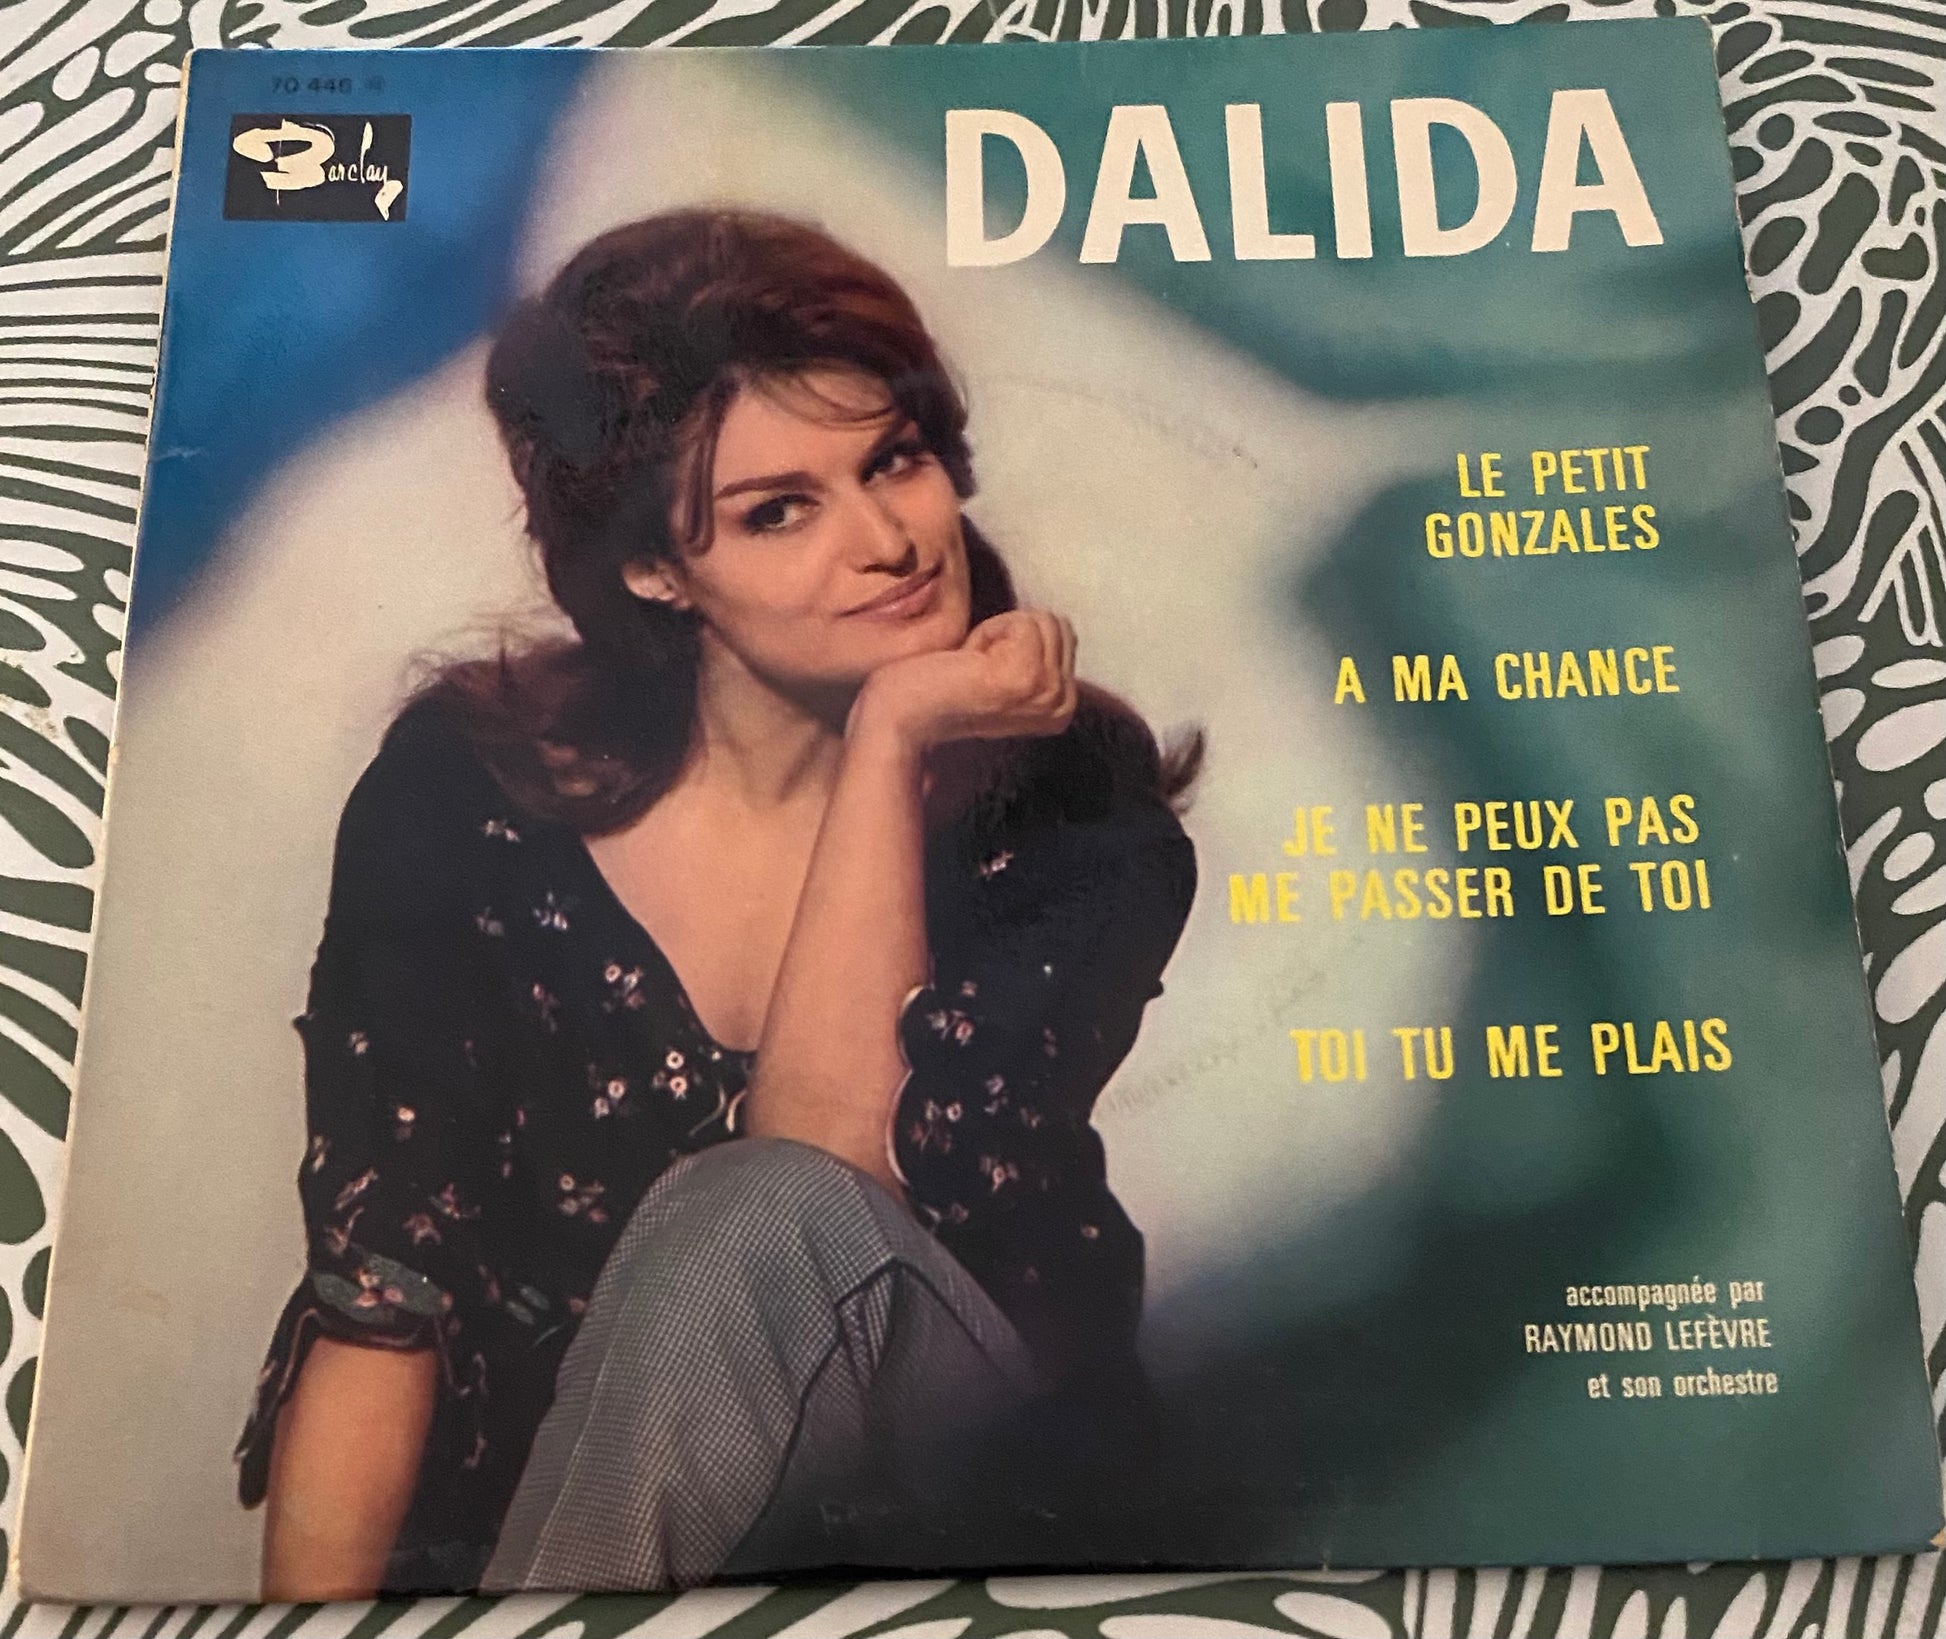 70 446
Barclay
DALIDA
LE PETIT
GONZALES
A MA CHANCE
JE NE PEUX PAS
ME PASSER DE TOI
TOI TU ME PLAIS
accompagnée par
RAYMOND LEFÈVRE
et son orchestre